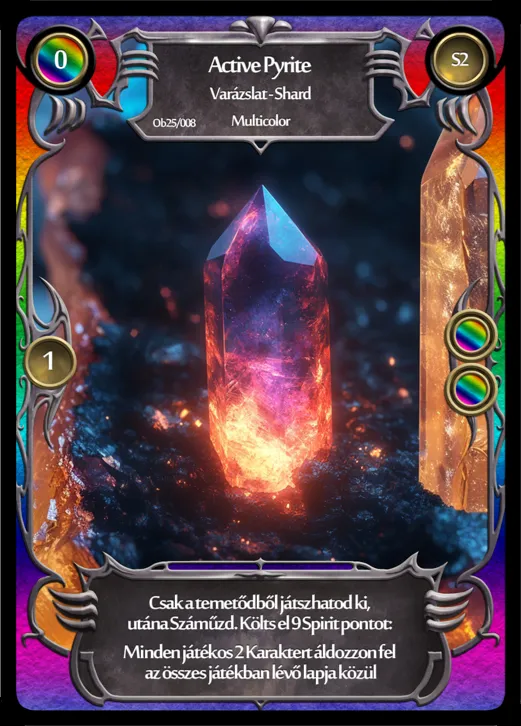 0
Active Pyrite
S2
Varázslat - Shard
Ob25/008 Multicolor
1
Csak a temetődből játszhatod ki,
utána Száműzd. Költs el 9 Spirit pontot:
Minden játékos 2 Karaktert áldozzon fel
az összes játékban lévő lapja közül